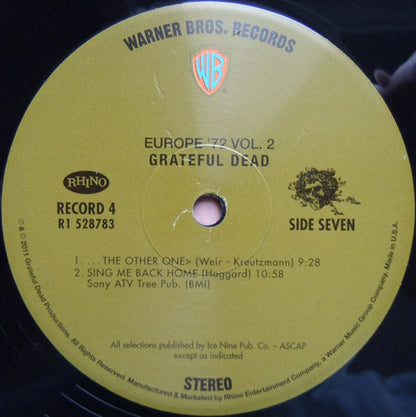 WARNER BROS. RECORDS
WB
EUROPE '72 VOL. 2
GRATEFUL DEAD
RHINO
RECORD 4
R1 528783
SIDE SEVEN
1. . . . THE OTHER ONE> (Weir - Kreutzmann) 9:28
2. SING ME BACK HOME (Haggard) 10:58
Sony ATV Tree Pub. (BMI)
All selections published by Ice Nine Pub. Co. – ASCAP
except as indicated
STEREO
℗ & © 2011 Grateful Dead Productions. All Rights Reserved. Manufactured & Marketed by Rhino Entertainment Company, a Warner Music Group Company. Made in U.S.A.